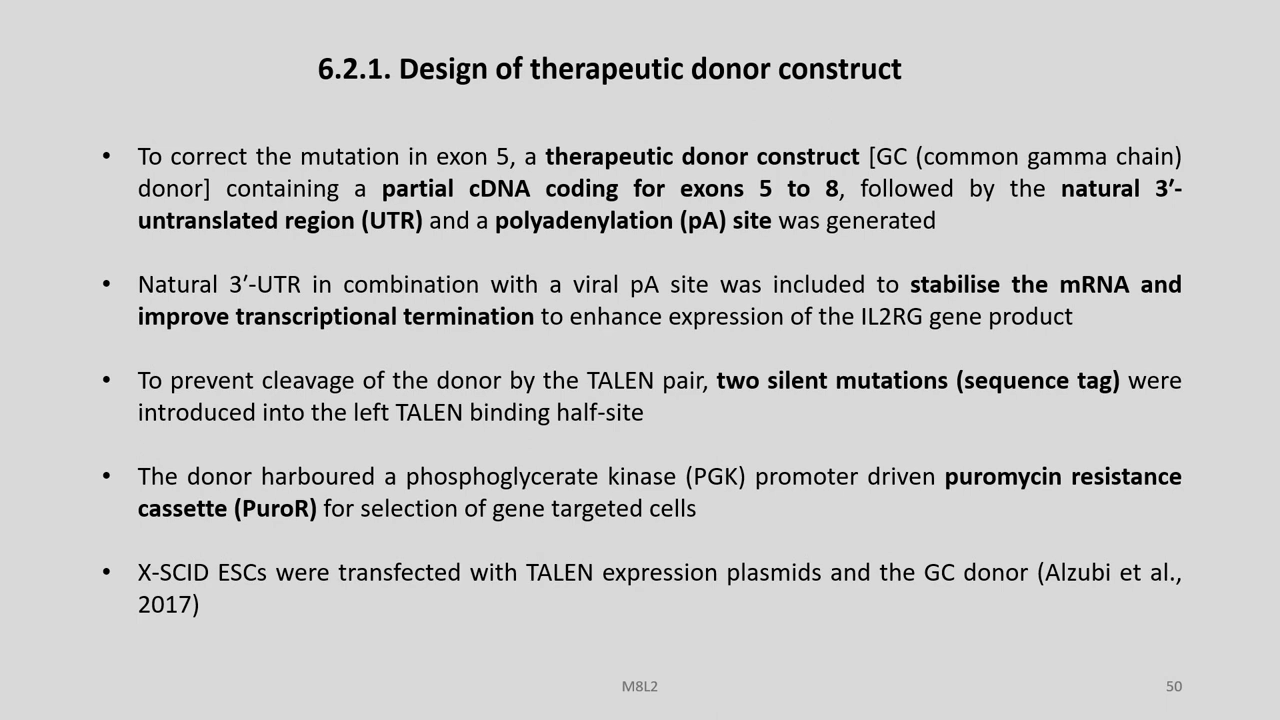 6.2.1. Design of therapeutic donor construct
• To correct the mutation in exon 5, a therapeutic donor construct [GC (common gamma chain)
donor] containing a partial cDNA coding for exons 5 to 8, followed by the natural 3′-
untranslated region (UTR) and a polyadenylation (pA) site was generated
• Natural 3′-UTR in combination with a viral pA site was included to stabilise the mRNA and
improve transcriptional termination to enhance expression of the IL2RG gene product
• To prevent cleavage of the donor by the TALEN pair, two silent mutations (sequence tag) were
introduced into the left TALEN binding half-site
• The donor harboured a phosphoglycerate kinase (PGK) promoter driven puromycin resistance
cassette (PuroR) for selection of gene targeted cells
• X-SCID ESCs were transfected with TALEN expression plasmids and the GC donor (Alzubi et al.,
2017)
M8L2
50